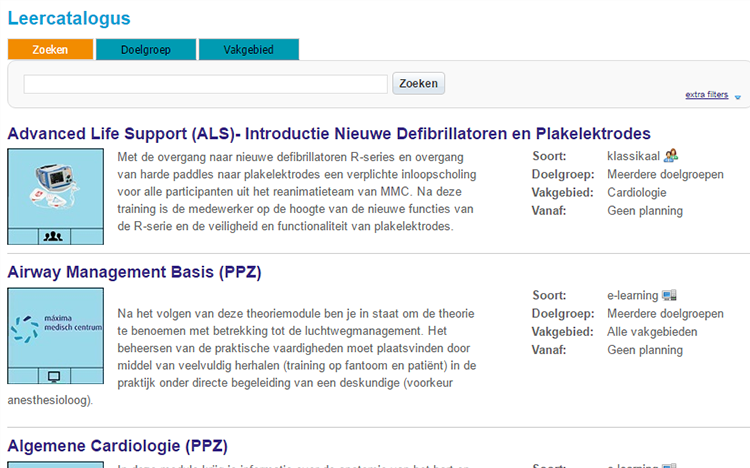 Leercatalogus
Zoeken Doelgroep Vakgebied
Zoeken
extra filters
Advanced Life Support (ALS)- Introductie Nieuwe Defibrillatoren en Plakelektrodes
Met de overgang naar nieuwe defibrillatoren R-series en overgang
van harde paddles naar plakelektrodes een verplichte inloopscholing
voor alle participanten uit het reanimatieteam van MMC. Na deze
training is de medewerker op de hoogte van de nieuwe functies van
de R-serie en de veiligheid en functionaliteit van plakelektrodes.
Soort: klassikaal
Doelgroep: Meerdere doelgroepen
Vakgebied: Cardiologie
Vanaf: Geen planning
Airway Management Basis (PPZ)
máxima
medisch centrum
Na het volgen van deze theoriemodule ben je in staat om de theorie
te benoemen met betrekking tot de luchtwegmanagement. Het
beheersen van de praktische vaardigheden moet plaatsvinden door
middel van veelvuldig herhalen (training op fantoom en patiënt) in de
praktijk onder directe begeleiding van een deskundige (voorkeur
anesthesioloog).
Soort: e-learning
Doelgroep: Meerdere doelgroepen
Vakgebied: Alle vakgebieden
Vanaf: Geen planning
Algemene Cardiologie (PPZ)